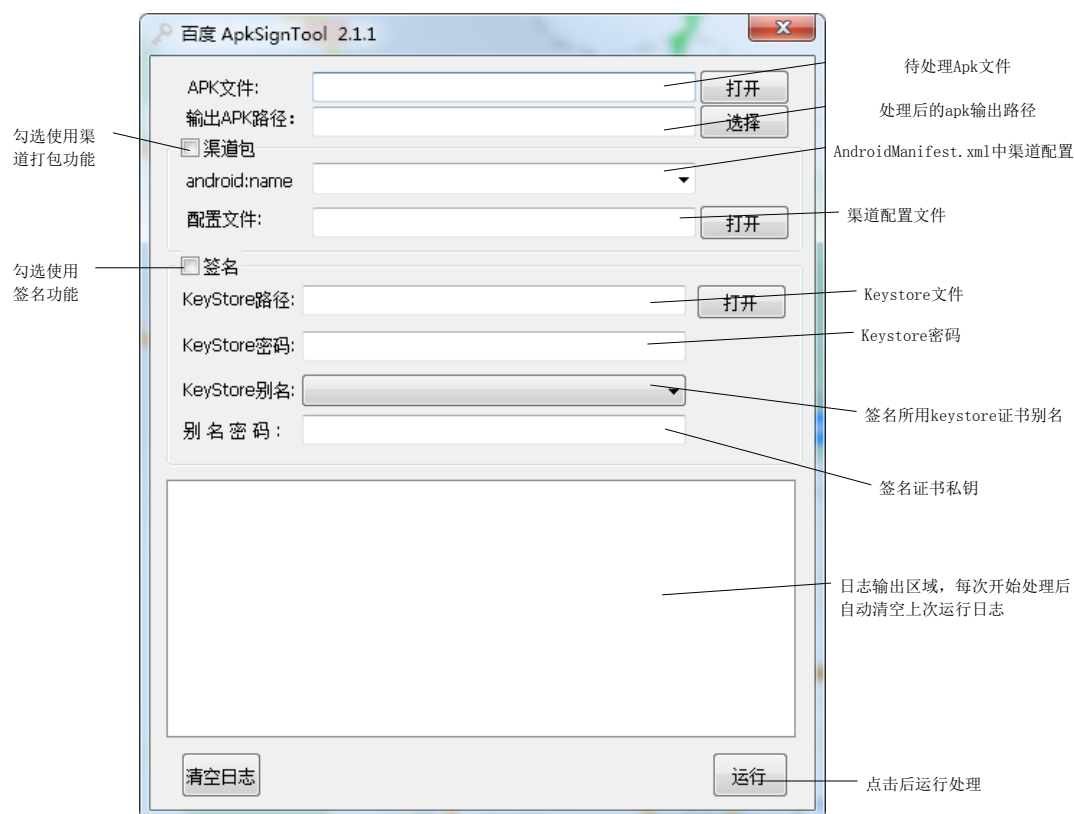 百度 ApkSignTool 2.1.1
APK文件:
打开
待处理Apk文件
输出APK路径:
选择
处理后的apk输出路径
勾选使用渠
道打包功能
渠道包
AndroidManifest.xml中渠道配置
android:name
配置文件:
打开
渠道配置文件
勾选使用
签名功能
签名
KeyStore路径:
打开
Keystore文件
KeyStore密码:
Keystore密码
KeyStore别名:
签名所用keystore证书别名
别 名 密 码 :
签名证书私钥
日志输出区域，每次开始处理后
自动清空上次运行日志
清空日志
运行
点击后运行处理